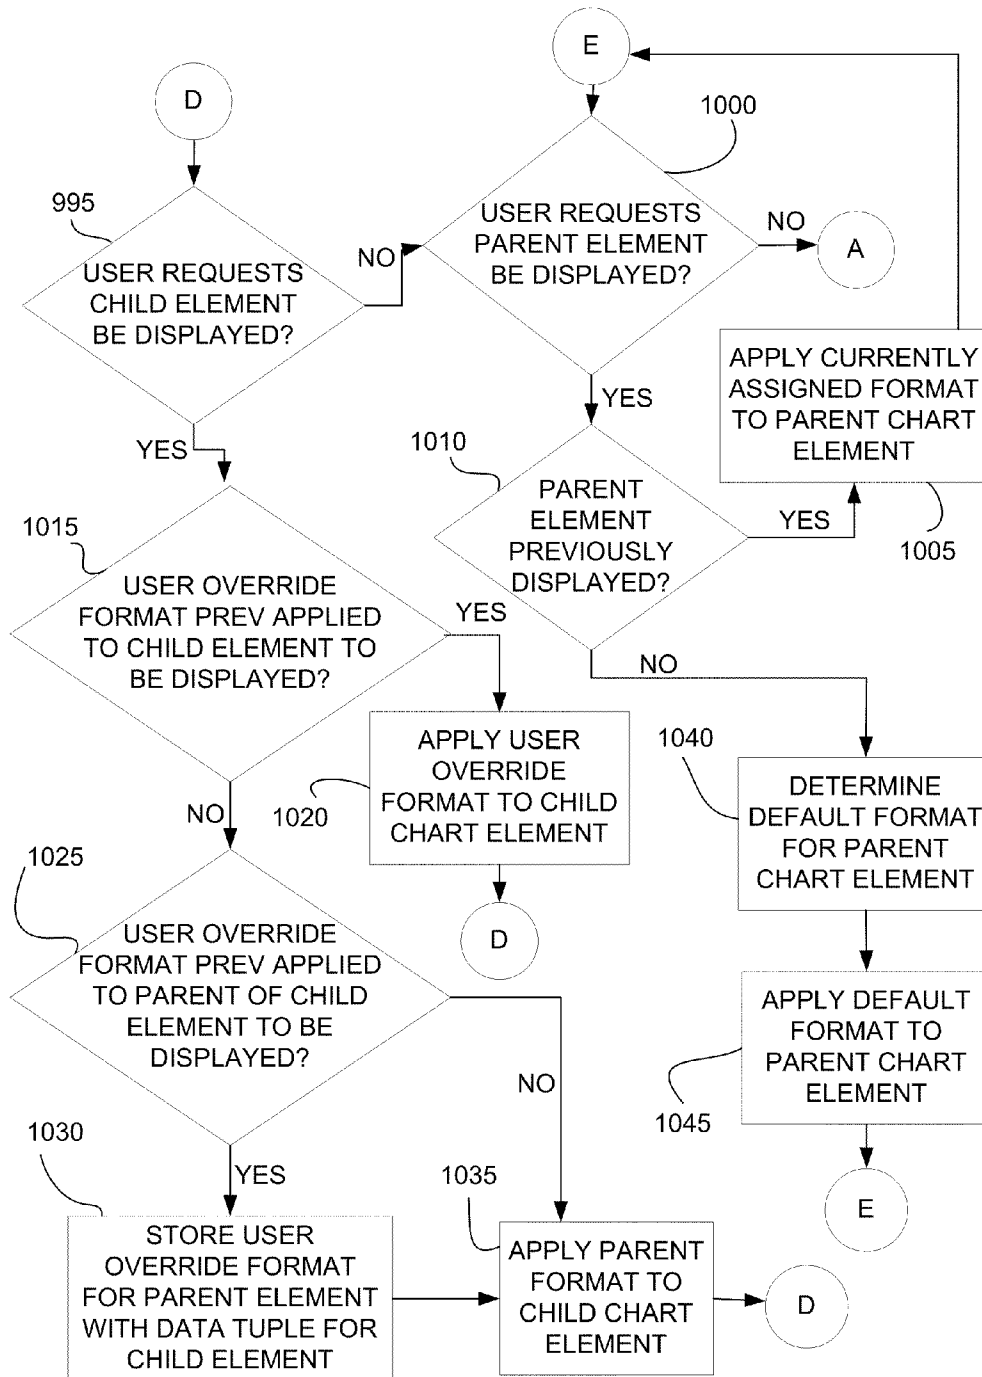 E
D
1000
995
USER REQUESTS
PARENT ELEMENT
BE DISPLAYED?
NO
A
USER REQUESTS
CHILD ELEMENT
BE DISPLAYED?
NO
APPLY CURRENTLY
ASSIGNED FORMAT
TO PARENT CHART
ELEMENT
YES
YES
1010
PARENT
ELEMENT
PREVIOUSLY
DISPLAYED?
YES
1005
1015
USER OVERRIDE
FORMAT PREV APPLIED
TO CHILD ELEMENT TO
BE DISPLAYED?
YES
NO
APPLY USER
OVERRIDE
FORMAT TO CHILD
CHART ELEMENT
1020
1040
DETERMINE
DEFAULT FORMAT
FOR PARENT
CHART ELEMENT
NO
1025
D
USER OVERRIDE
FORMAT PREV APPLIED
TO PARENT OF CHILD
ELEMENT TO BE
DISPLAYED?
APPLY DEFAULT
FORMAT TO
PARENT CHART
ELEMENT
NO
1045
1030
YES
1035
E
STORE USER
OVERRIDE FORMAT
FOR PARENT ELEMENT
WITH DATA TUPLE FOR
CHILD ELEMENT
APPLY PARENT
FORMAT TO
CHILD CHART
ELEMENT
D